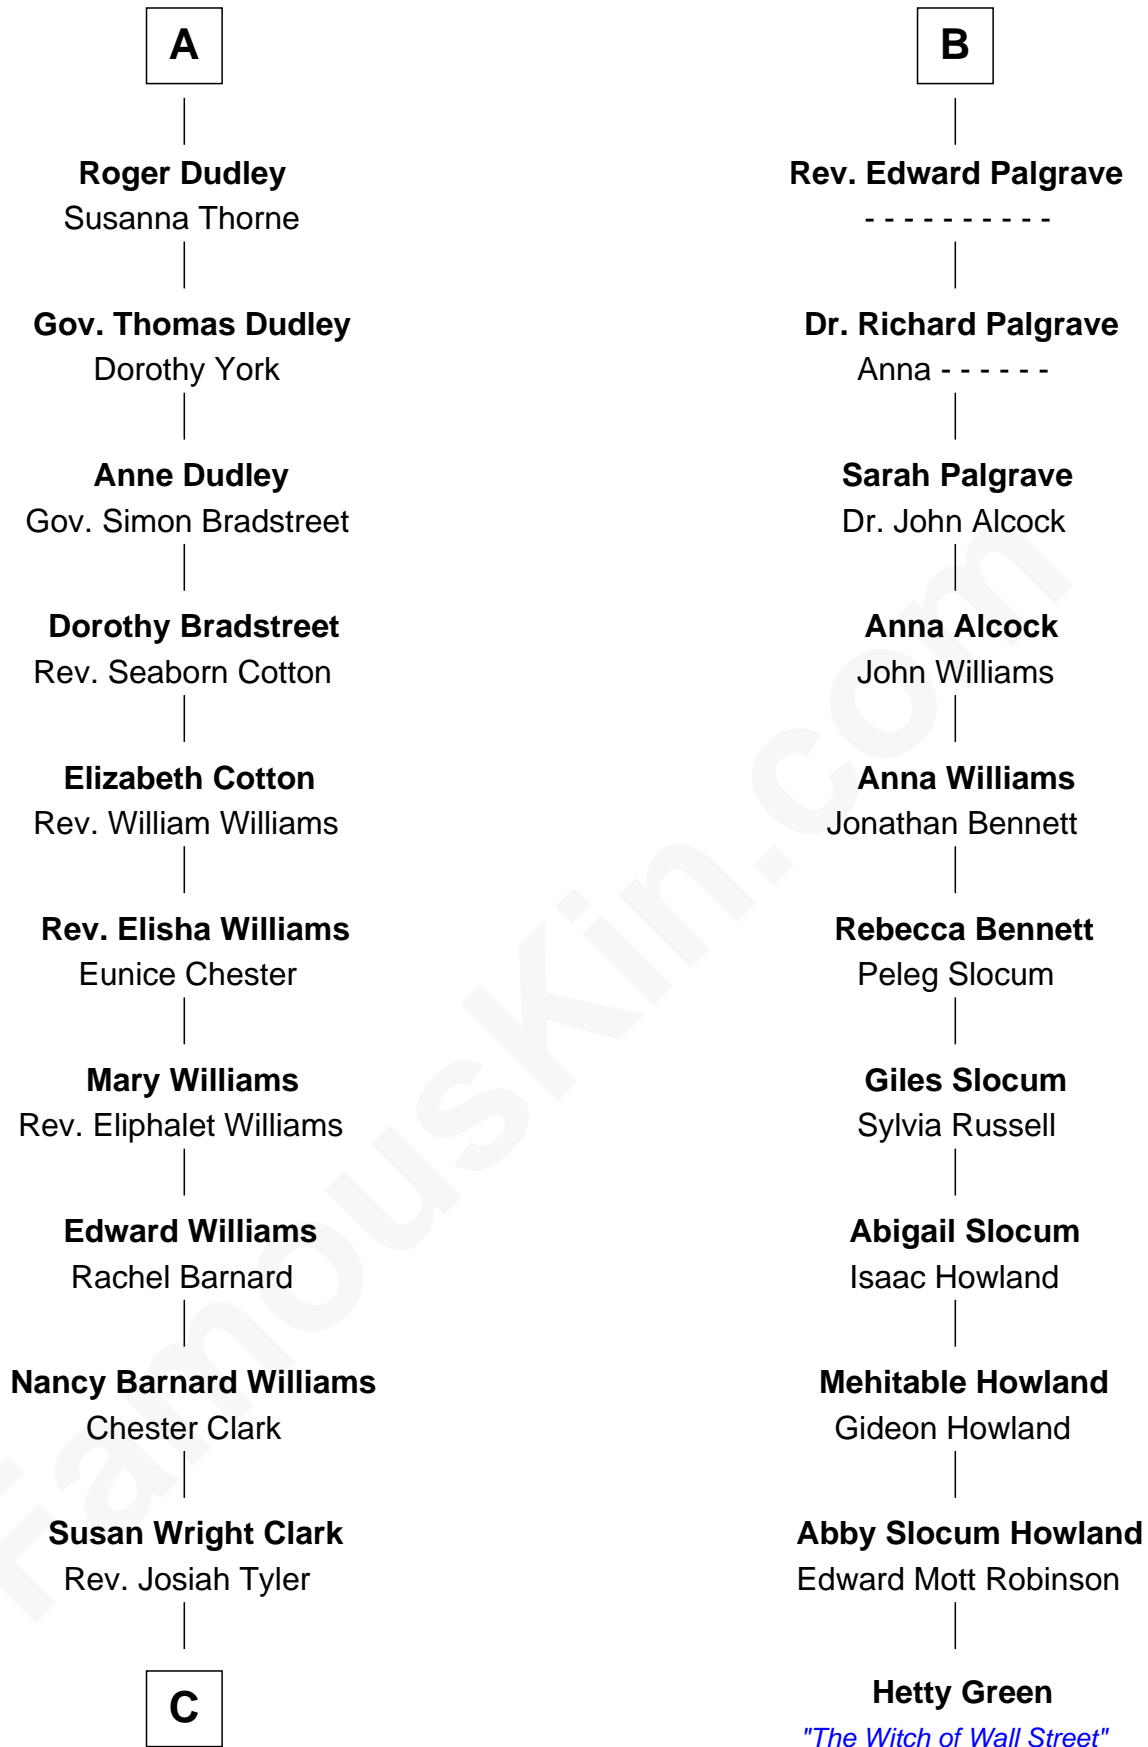 A
Roger Dudley
Susanna Thorne
Gov. Thomas Dudley
Dorothy York
Anne Dudley
Gov. Simon Bradstreet
Dorothy Bradstreet
Rev. Seaborn Cotton
Elizabeth Cotton
Rev. William Williams
Rev. Elisha Williams
Eunice Chester
Mary Williams
Rev. Eliphalet Williams
Edward Williams
Rachel Barnard
Nancy Barnard Williams
Chester Clark
Susan Wright Clark
Rev. Josiah Tyler
C
B
Rev. Edward Palgrave
- - - - - - - - - -
Dr. Richard Palgrave
Anna - - - - - -
Sarah Palgrave
Dr. John Alcock
Anna Alcock
John Williams
Anna Williams
Jonathan Bennett
Rebecca Bennett
Peleg Slocum
Giles Slocum
Sylvia Russell
Abigail Slocum
Isaac Howland
Mehitable Howland
Gideon Howland
Abby Slocum Howland
Edward Mott Robinson
Hetty Green
"The Witch of Wall Street"
FamousKin.com